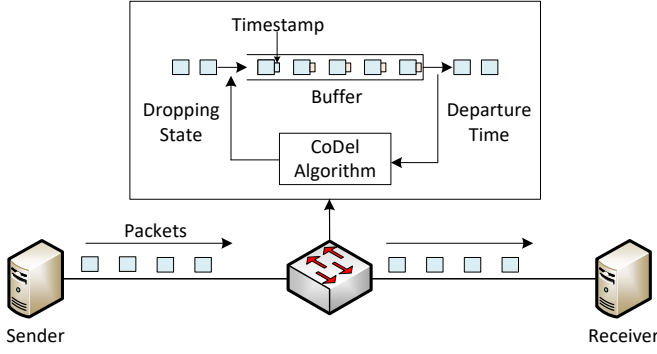 Timestamp
Buffer
Dropping
State
Departure
Time
CoDel
Algorithm
Packets
Sender
Receiver